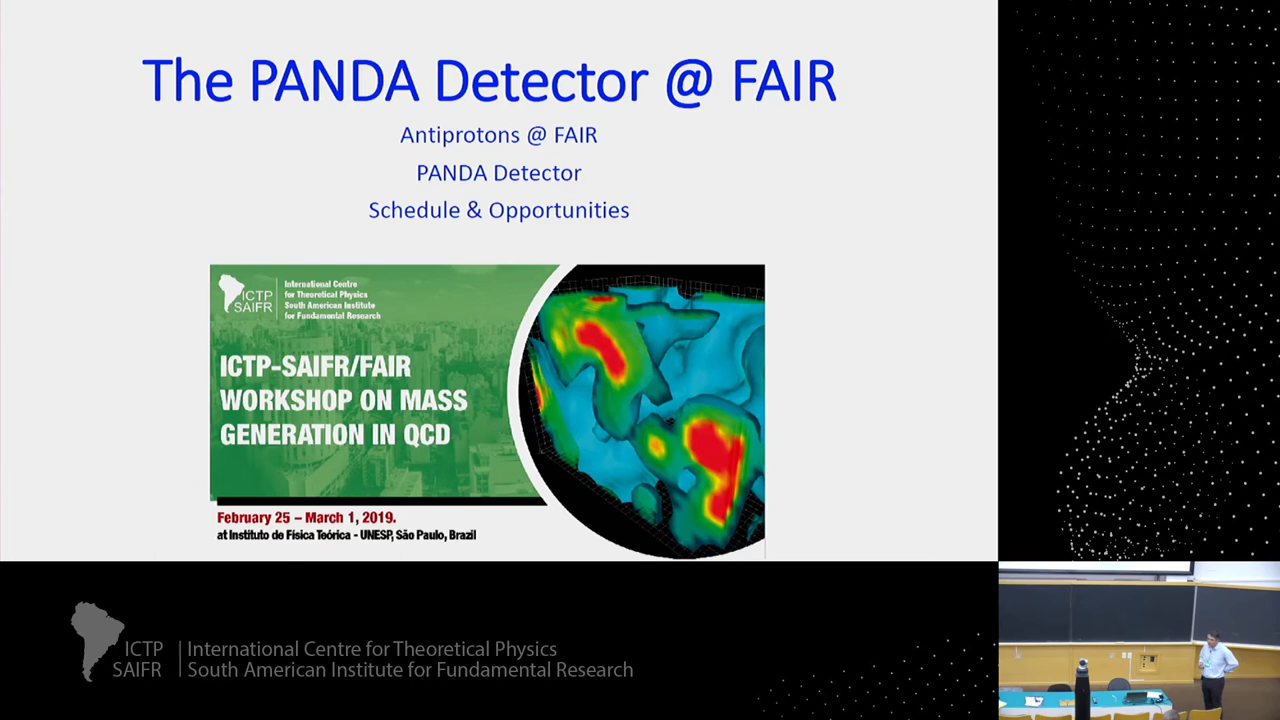 The PANDA Detector @ FAIR
Antiprotons @ FAIR
PANDA Detector
Schedule & Opportunities
ICTP
SAIFR
International Centre
for Theoretical Physics
South American Institute
for Fundamental Research
ICTP-SAIFR/FAIR
WORKSHOP ON MASS
GENERATION IN QCD
February 25 – March 1, 2019.
at Instituto de Física Teórica - UNESP, São Paulo, Brazil
ICTP
SAIFR
International Centre for Theoretical Physics
South American Institute for Fundamental Research